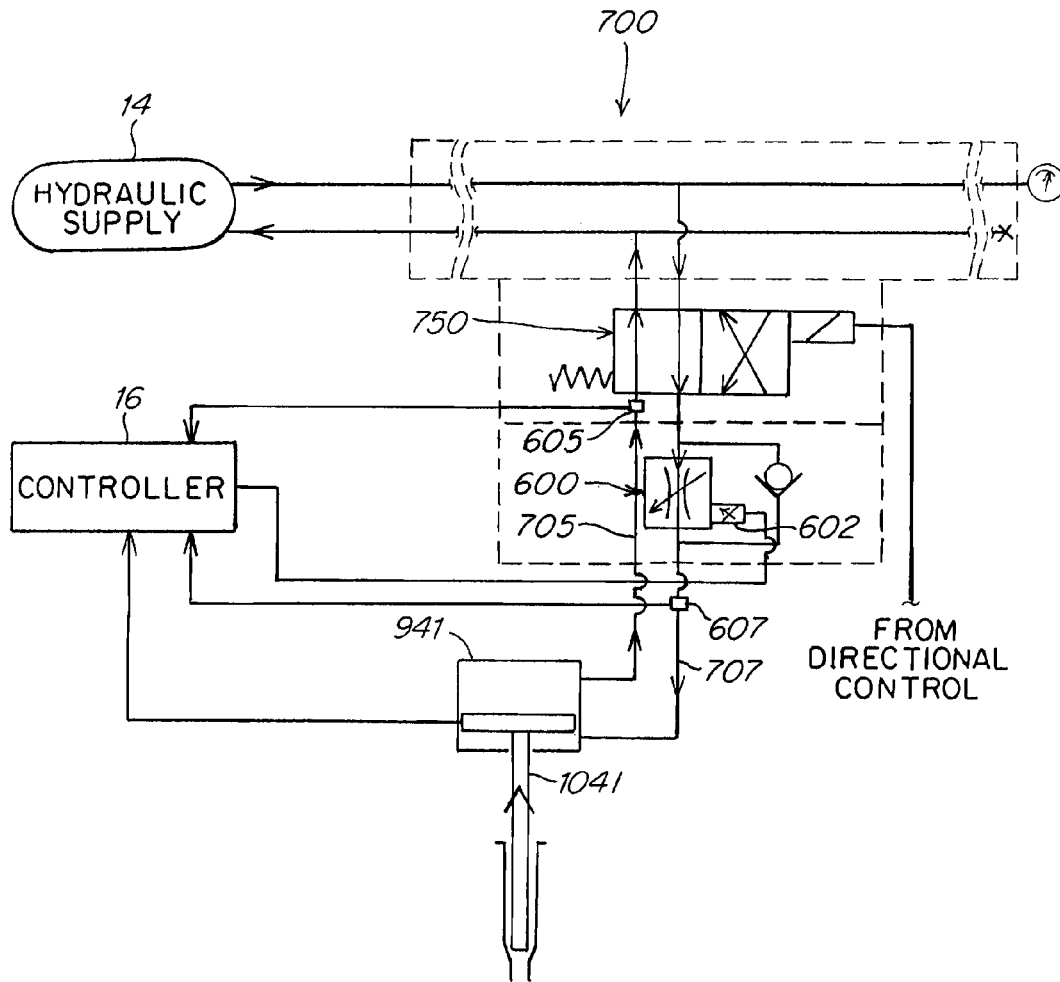 700
14
HYDRAULIC
SUPPLY
750
16
605
CONTROLLER
600
705
602
941
607
707
FROM
DIRECTIONAL
CONTROL
1041